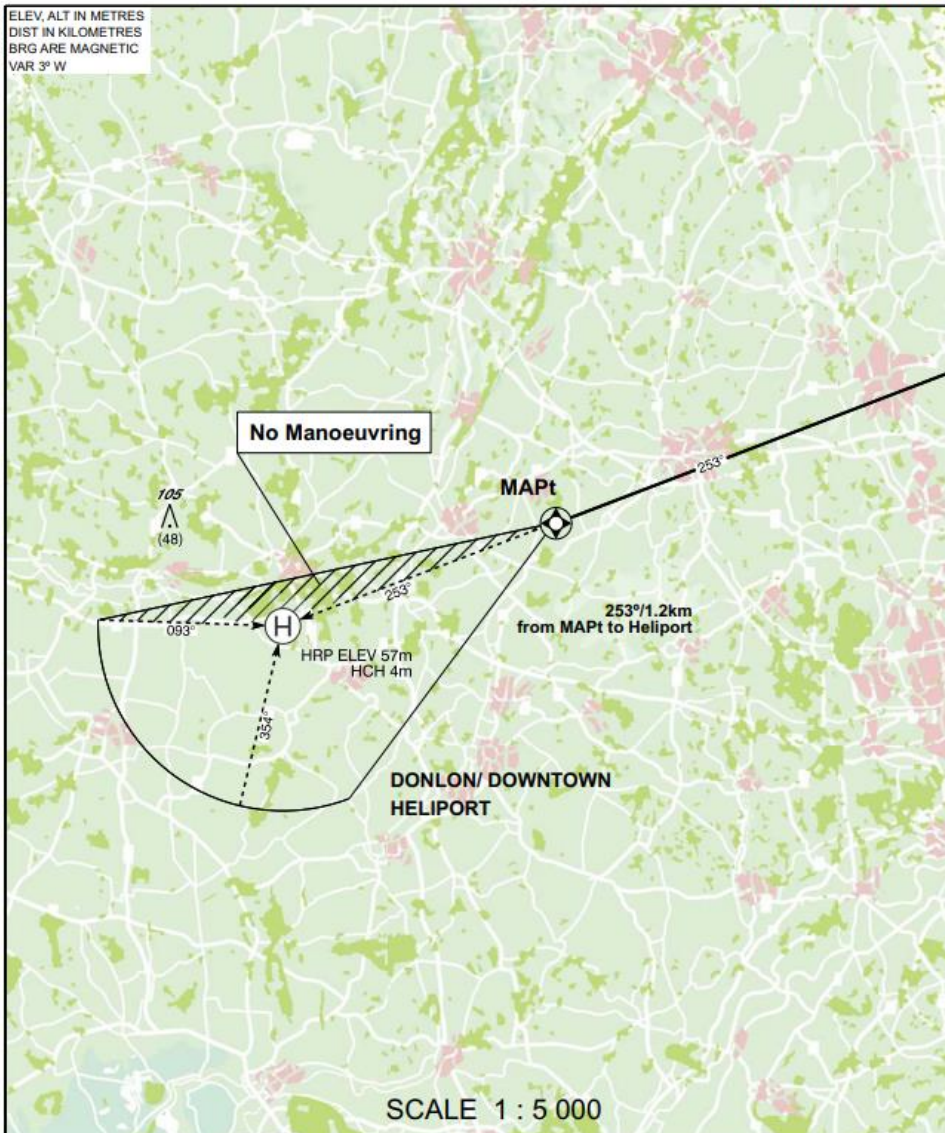 ELEV, ALT IN METRES
DIST IN KILOMETRES
BRG ARE MAGNETIC
VAR 3º W
No Manoeuvring
253°
MAPt
105
(48)
253°
253º/1.2km
from MAPt to Heliport
093°
H
HRP ELEV 57m
HCH 4m
354°
DONLON/ DOWNTOWN
HELIPORT
SCALE 1 : 5 000